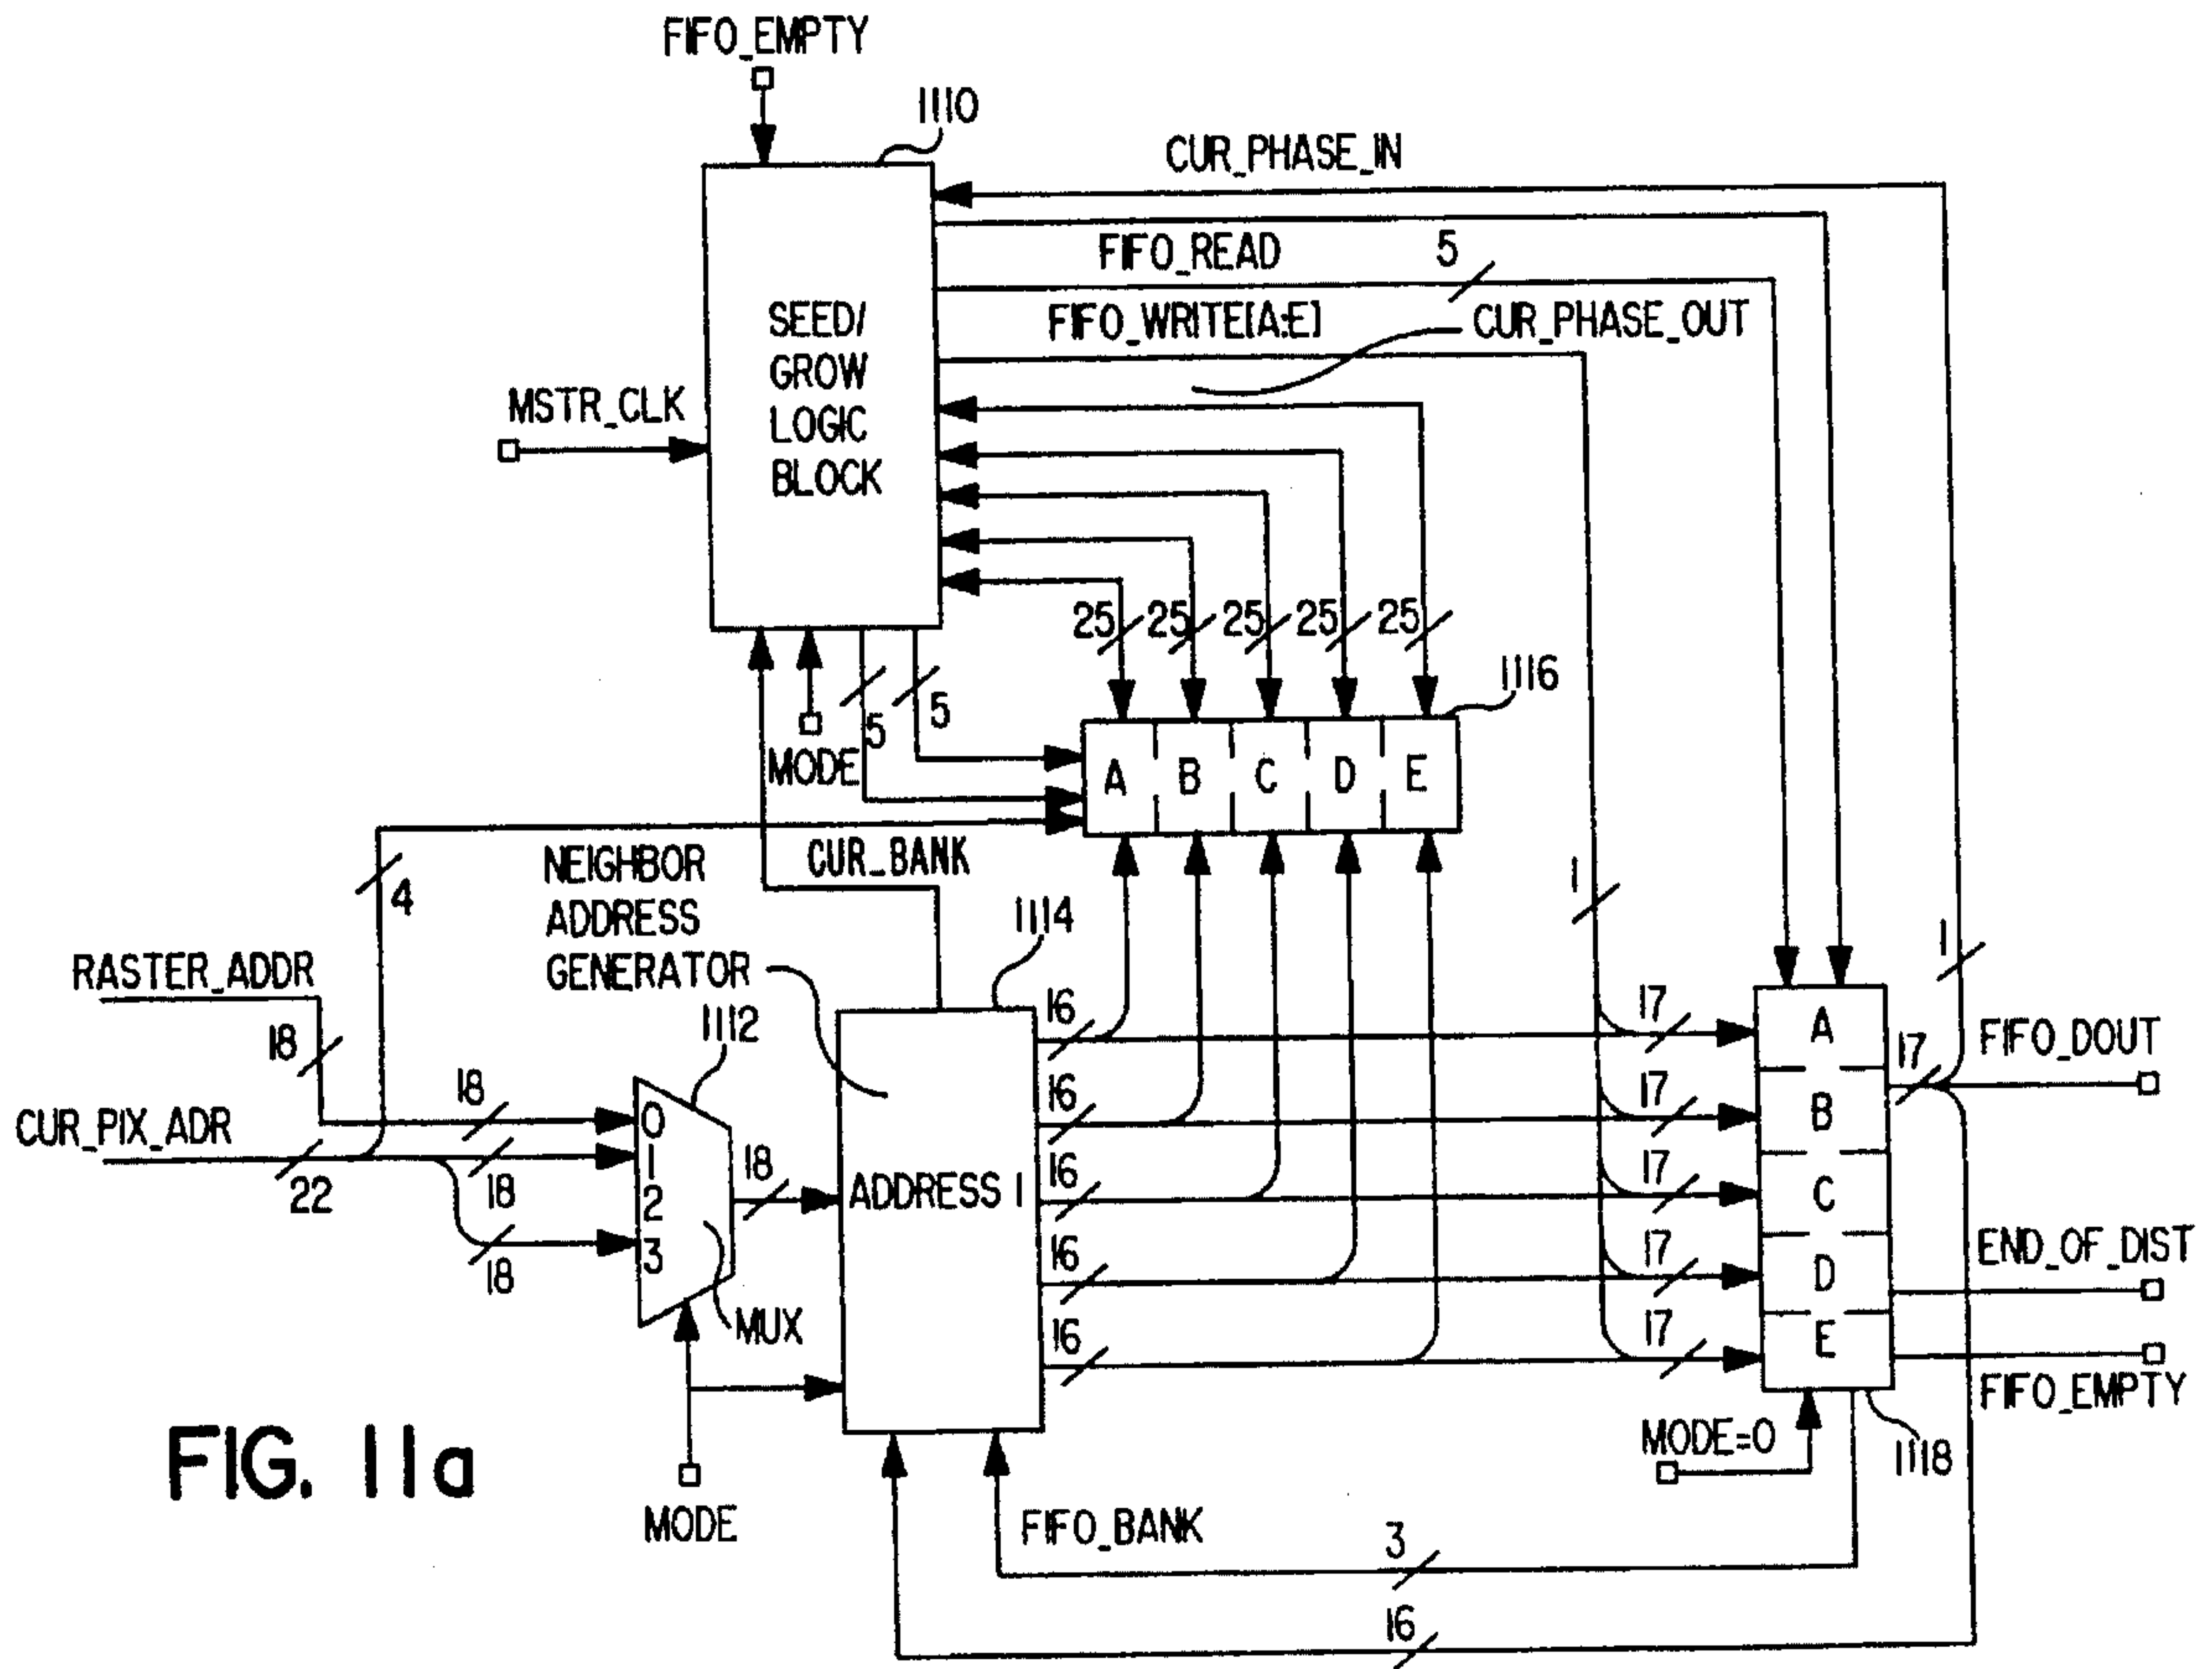 FIFO_EMPTY
1110
CUR_PHASE_IN
FIFO_READ
5
SEED/
GROW
LOGIC
BLOCK
FIFO_WRITE[A:E]
CUR_PHASE_OUT
MSTR_CLK
25 25 25 25 25
1116
5
5
MODE
A B C D E
4
NEIGHBOR
ADDRESS
GENERATOR
CUR_BANK
1
1114
1
RASTER_ADDR
18
1112
16
17
A
17
FIFO_DOUT
CUR_PIX_ADR
22
18
18
18
0
1
2
3
18
ADDRESS 1
16
17
B
16
17
C
16
17
D
END_OF_DIST
MUX
16
17
E
FIFO_EMPTY
MODE=0
1118
FIG. 11a
MODE
FIFO_BANK
3
16